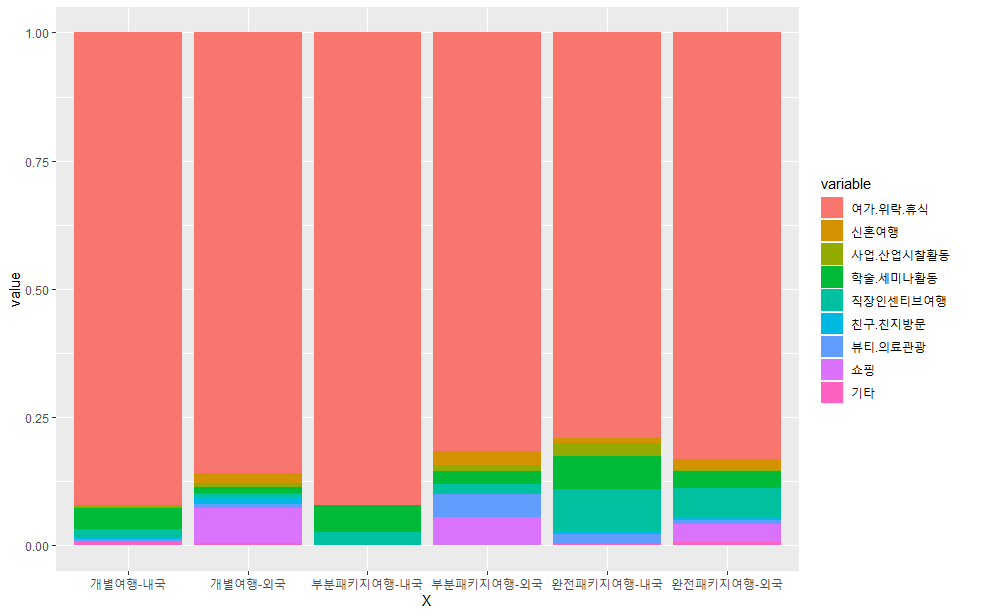 1.00
0.75
0.50
0.25
0.00
value
개별여행-내국 개별여행-외국 부분패키지여행-내국 부분패키지여행-외국 완전패키지여행-내국 완전패키지여행-외국
X
variable
여가.위락.휴식
신혼여행
사업.산업시찰활동
학술.세미나활동
직장인센티브여행
친구.친지방문
뷰티.의료관광
쇼핑
기타